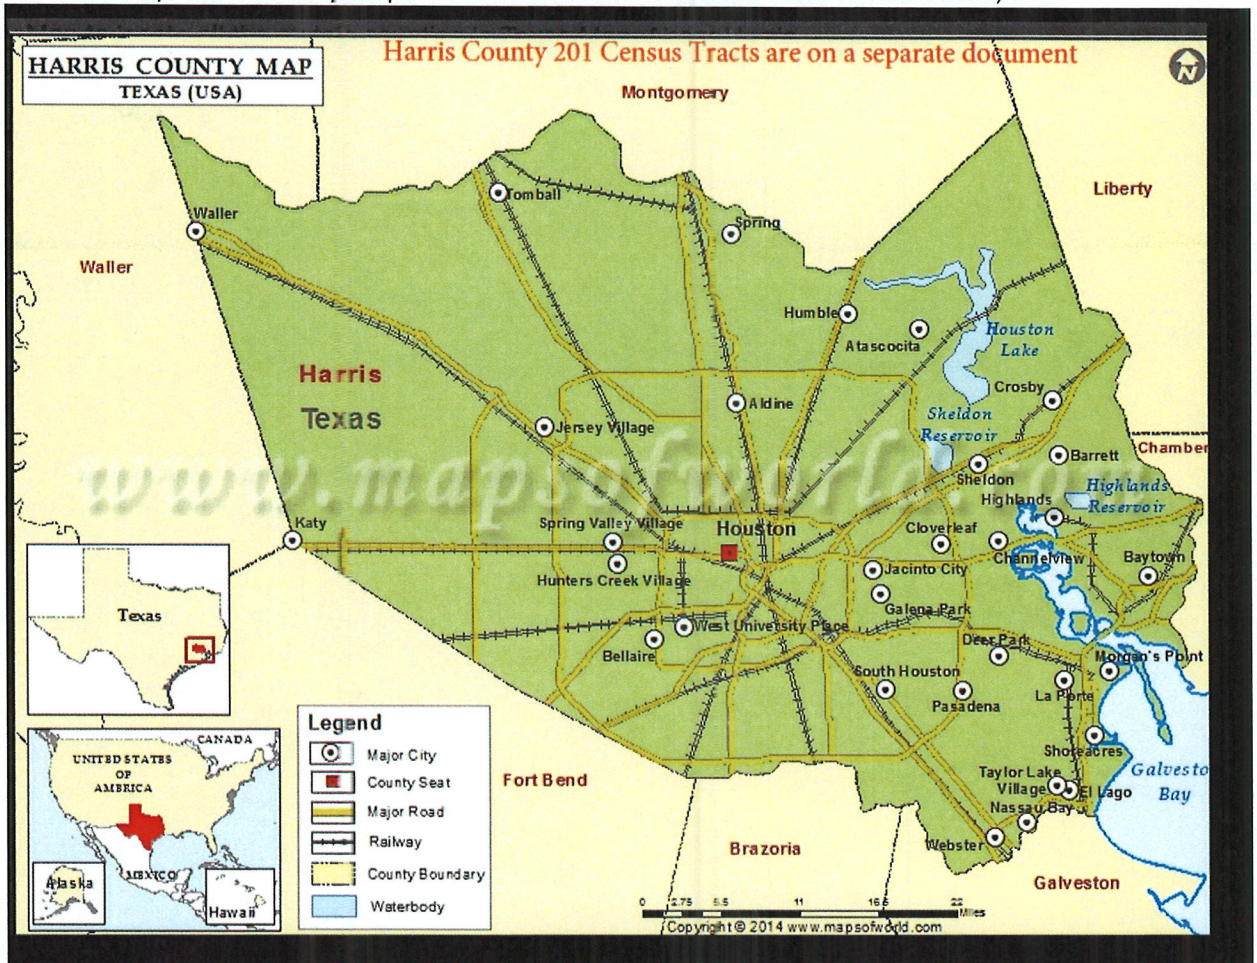 Harris County 201 Census Tracts are on a separate document
HARRIS COUNTY MAP
TEXAS (USA)
N
Montgomery
Liberty
Tomball
Waller
Spring
Waller
Humble
Atascocita
Houston
Lake
Harris
Texas
Crosby
Aldine
Sheldon
Reservoir
Jersey Village
Chamber
Barrett
www.mapsofworld.com
Sheldon
Highlands
Reservoir
Highlands
Katy
Spring Valley Village
Houston
Cloverleaf
Channelview
Baytown
Hunters Creek Village
Jacinto City
Galena Park
Texas
West University Place
Bellaire
Deer Park
Morgan's Point
South Houston
La Porte
Pasadena
Legend
Major City
County Seat
Major Road
Railway
County Boundary
Waterbody
Shoreacres
CANADA
UNITED STATES
OF
AMERICA
Fort Bend
Taylor Lake
Village
El Lago
Galvesto
Bay
Nassau Bay
Webster
Brazoria
MEXICO
Alaska
Hawaii
Galveston
0 2.75 5.5 11 16.5 22
Miles
Copyright © 2014 www.mapsofworld.com